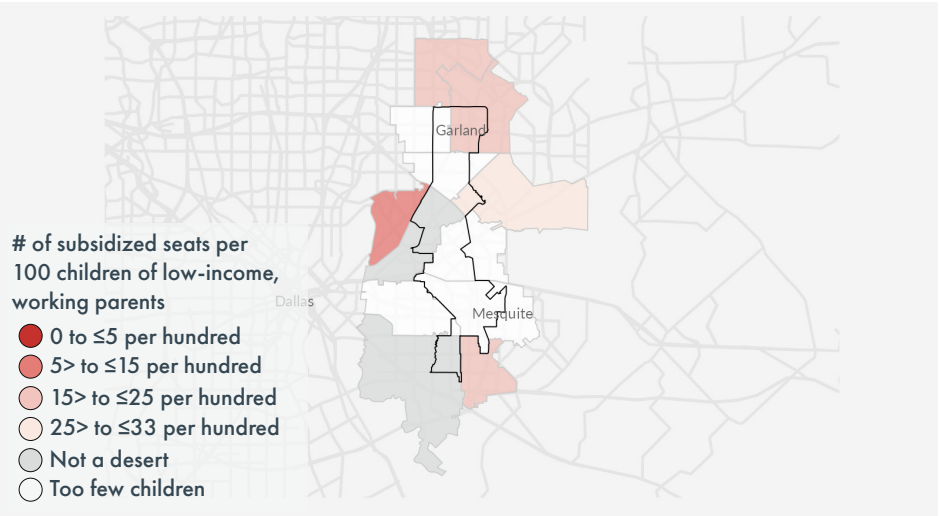 Garland
# of subsidized seats per
100 children of low-income,
working parents
Dallas
Mesquite
0 to ≤5 per hundred
5> to ≤15 per hundred
15> to ≤25 per hundred
25> to ≤33 per hundred
Not a desert
Too few children